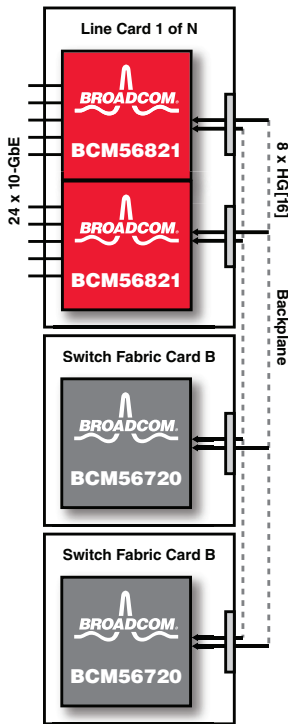 Line Card 1 of N
BROADCOM®
BCM56821
BROADCOM®
BCM56821
24 x 10-GbE
8 x HG[16]
Backplane
Switch Fabric Card B
BROADCOM®
BCM56720
Switch Fabric Card B
BROADCOM®
BCM56720